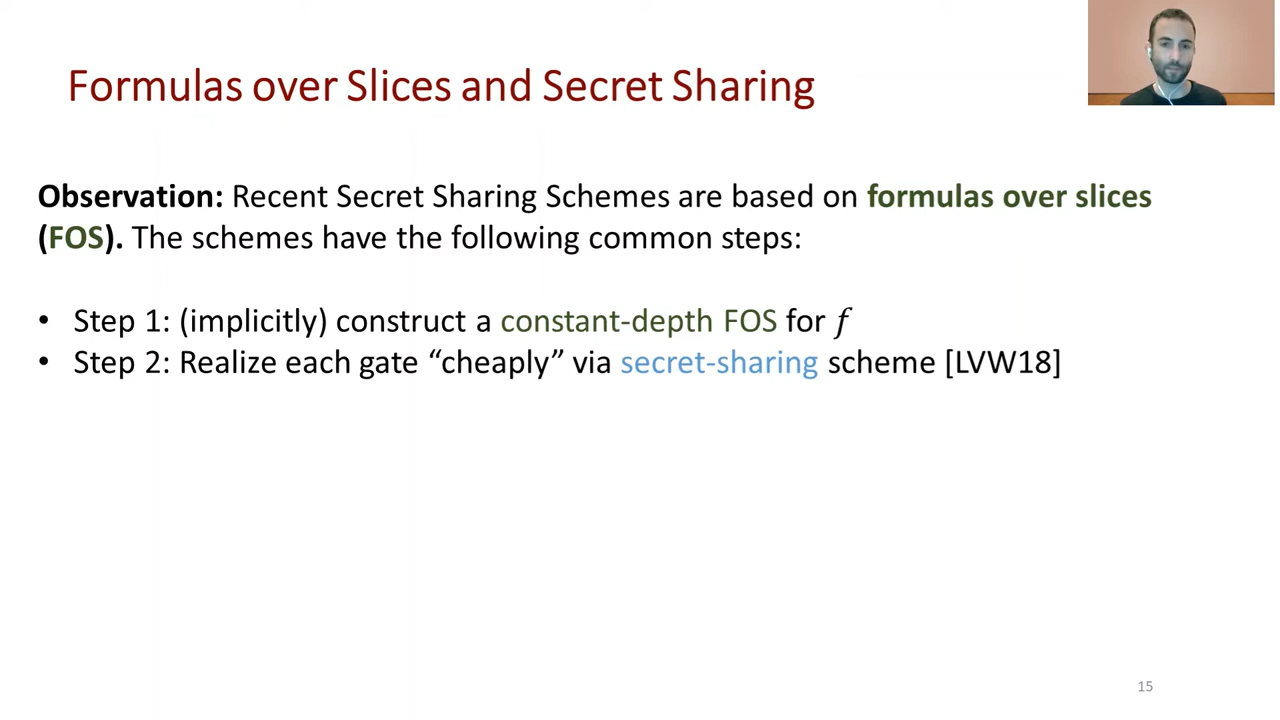 Formulas over Slices and Secret Sharing
Observation: Recent Secret Sharing Schemes are based on formulas over slices
(FOS). The schemes have the following common steps:
• Step 1: (implicitly) construct a constant-depth FOS for f
• Step 2: Realize each gate “cheaply” via secret-sharing scheme [LVW18]
15